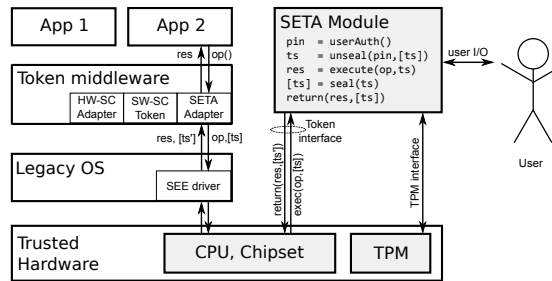 App 1
App 2
res
op()
Token middleware
HW-SC
Adapter
SW-SC
Token
SETA
Adapter
res, [ts']
op,[ts]
Legacy OS
SEE driver
Trusted
Hardware
CPU, Chipset
TPM
SETA Module
pin = userAuth()
ts = unseal(pin,[ts])
res = execute(op,ts)
[ts] = seal(ts)
return(res,[ts])
Token
interface
return(res,[ts'])
exec(op,[ts])
TPM interface
user I/O
User